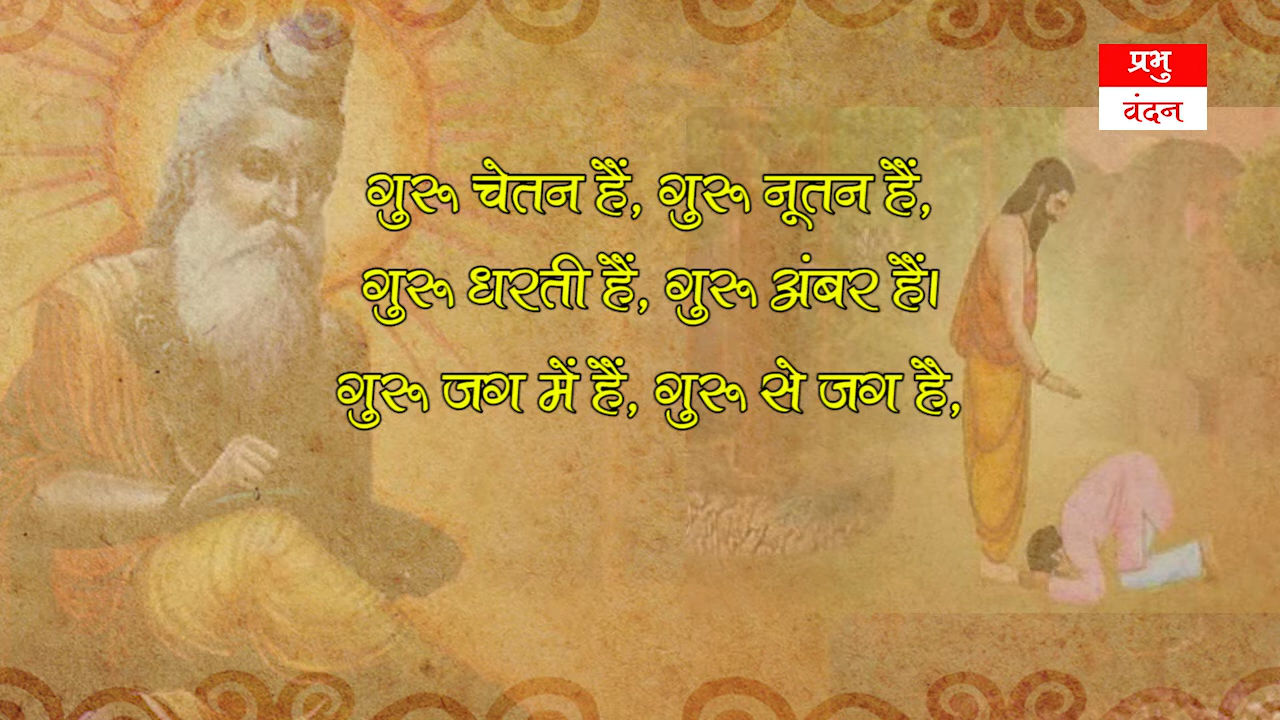 प्रभु
वंदन
गुरू चेतन हैं, गुरू नूतन हैं,
गुरू धरती हैं, गुरू अंबर हैं।
गुरू जग में हैं, गुरू से जग है,